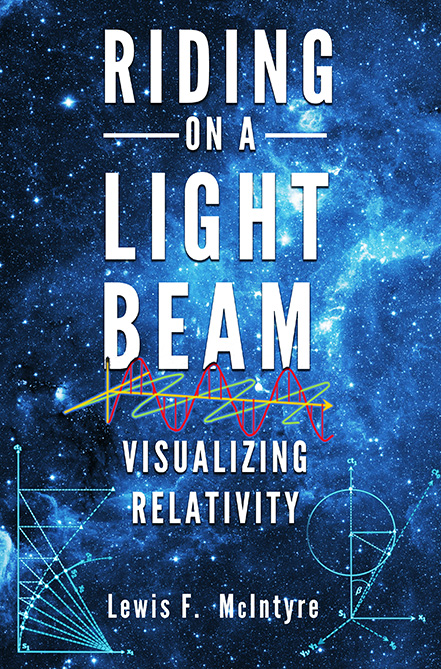 RIDING
ON A
LIGHT
BEAM
VISUALIZING
RELATIVITY
Lewis F. McIntyre